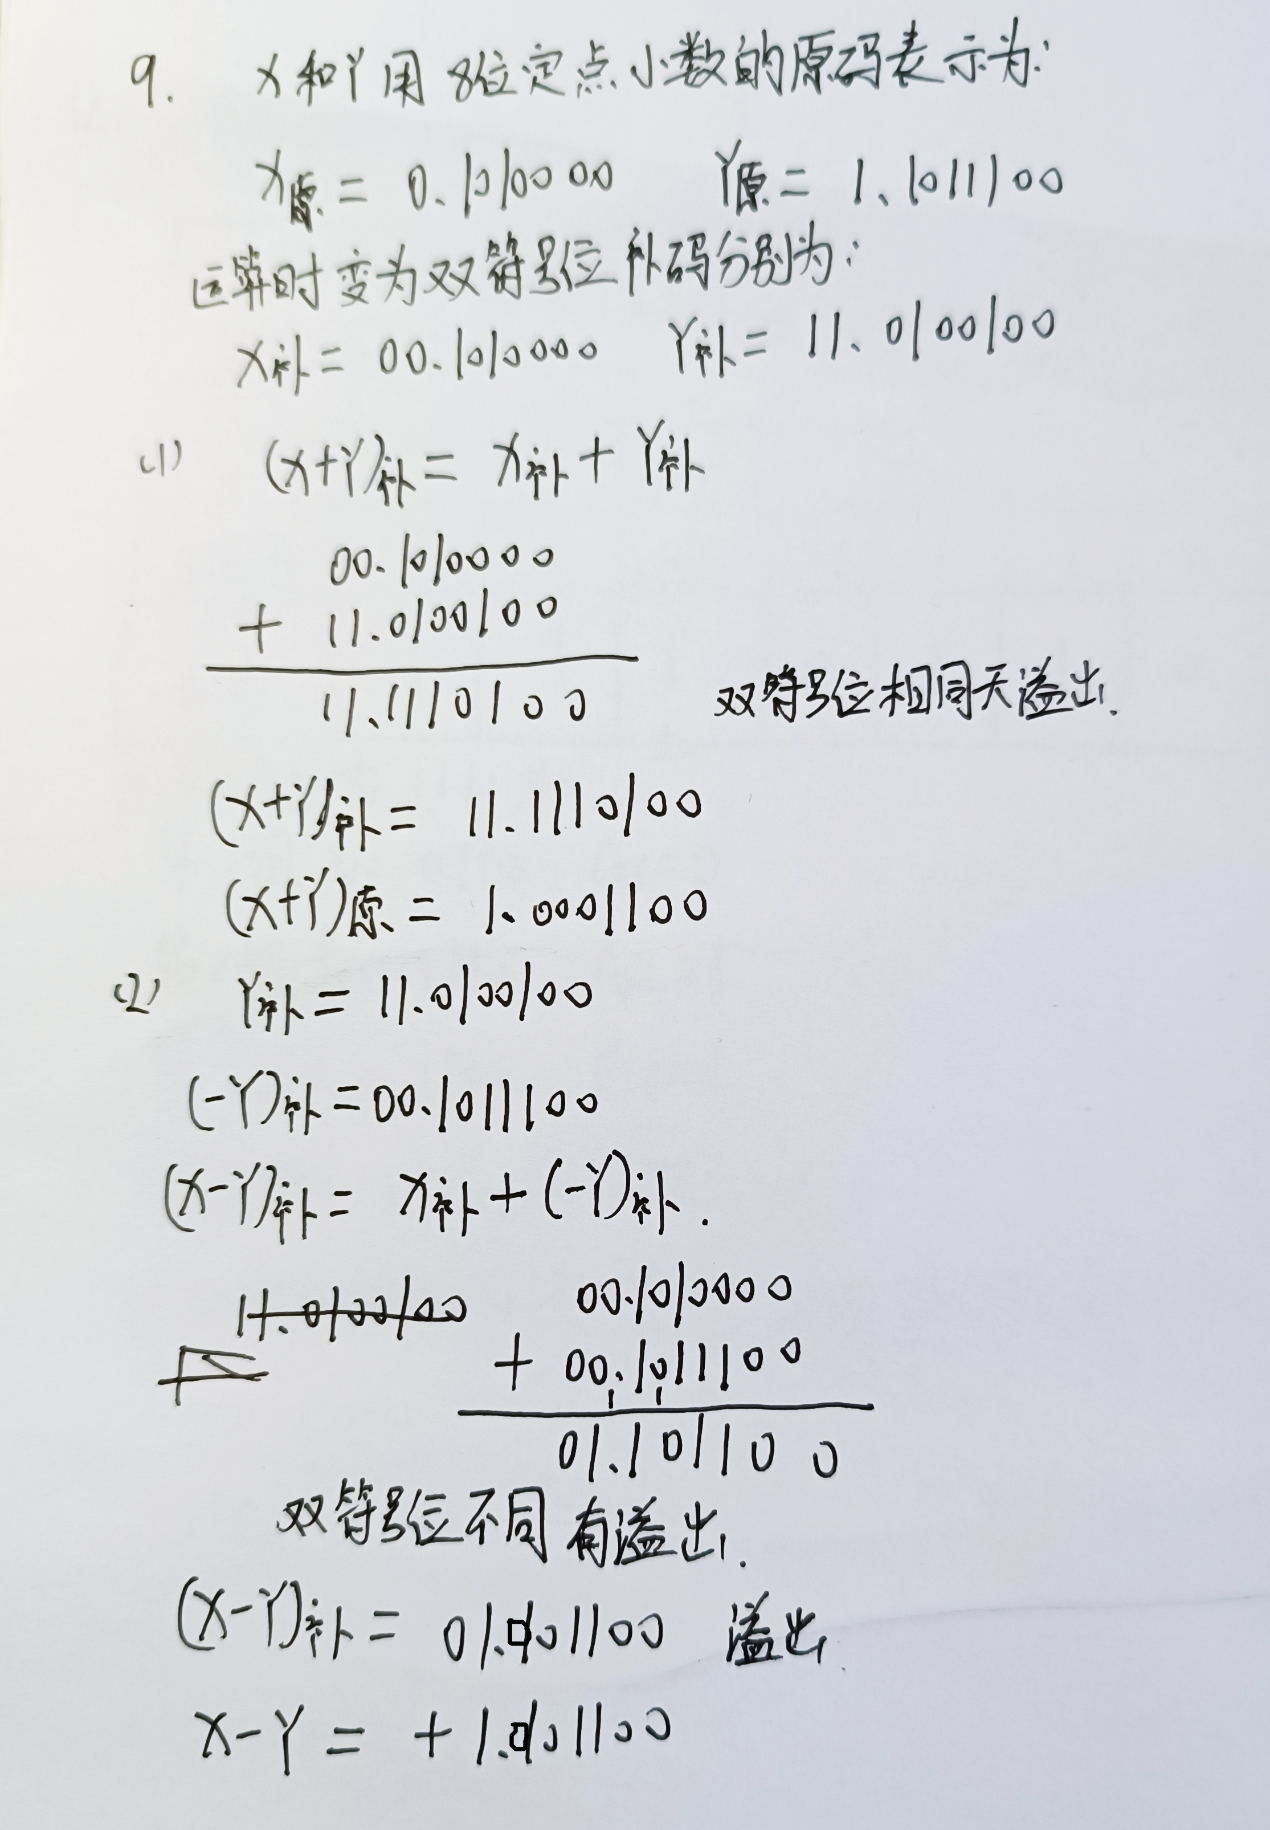 9. X和Y用8位定点小数的原码表示为:
X原 = 0.1010000 Y原 = 1.1011100
运算时变为双符号位补码分别为:
X补 = 00.1010000 Y补 = 11.0100100
(1) (X+Y)补 = X补 + Y补
00.1010000
+ 11.0100100
11.1110100 双符号位相同无溢出.
(X+Y)补 = 11.1110100
(X+Y)原 = 1.0001100
(2) Y补 = 11.0100100
(-Y)补 = 00.1011100
(X-Y)补 = X补 + (-Y)补.
11.0100100 00.1010000
+ 00.1011100
01.101100
双符号位不同 有溢出.
(X-Y)补 = 01.0101100 溢出.
X-Y = +1.0101100